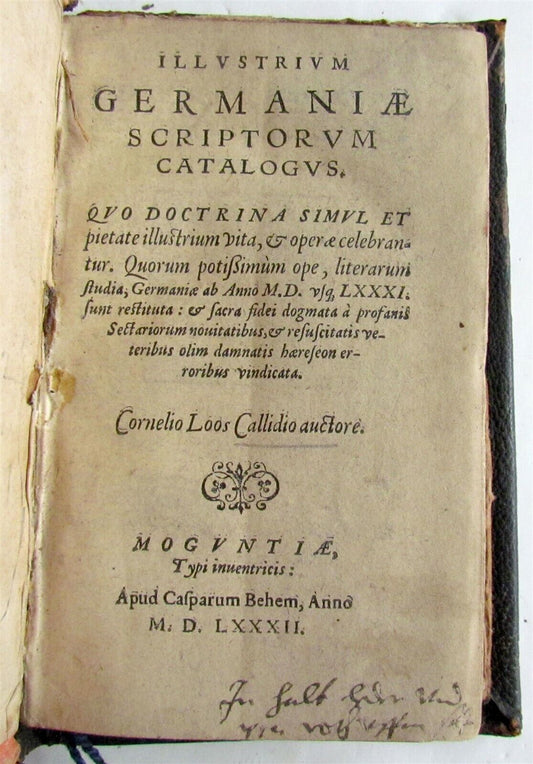 ILLVSTRIVM
GERMANIÆ
SCRIPTORVM
CATALOGVS.
QVO DOCTRINA SIMVL ET
pietate illustrium vita, & operæ celebran-
tur. Quorum potißimùm ope, literarum
studia, Germaniæ ab Anno M.D. vsq, LXXXI.
sunt restituta: & sacra fidei dogmata à profanis
Sectariorum nouitatibus, & resuscitatis ve-
teribus olim damnatis hæreseon er-
roribus vindicata.
Cornelio Loos Callidio auctore.
MOGVNTIÆ,
Typi inuentricis:
Apud Casparum Behem, Anno
M. D. LXXXII.
In